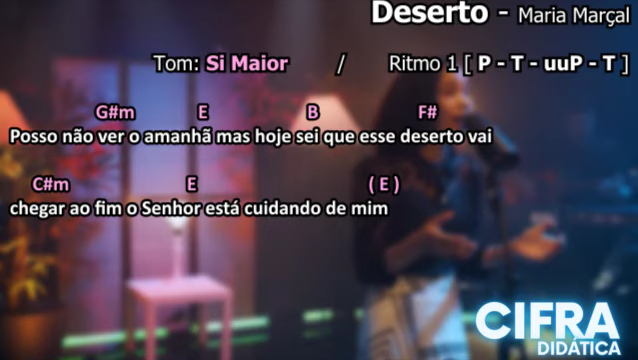 Deserto - Maria Marçal
Tom: Si Maior / Ritmo 1 [ P - T - uuP - T ]
G#m E B F#
Posso não ver o amanhã mas hoje sei que esse deserto vai
C#m E ( E )
chegar ao fim o Senhor está cuidando de mim
CIFRA
DIDÁTICA